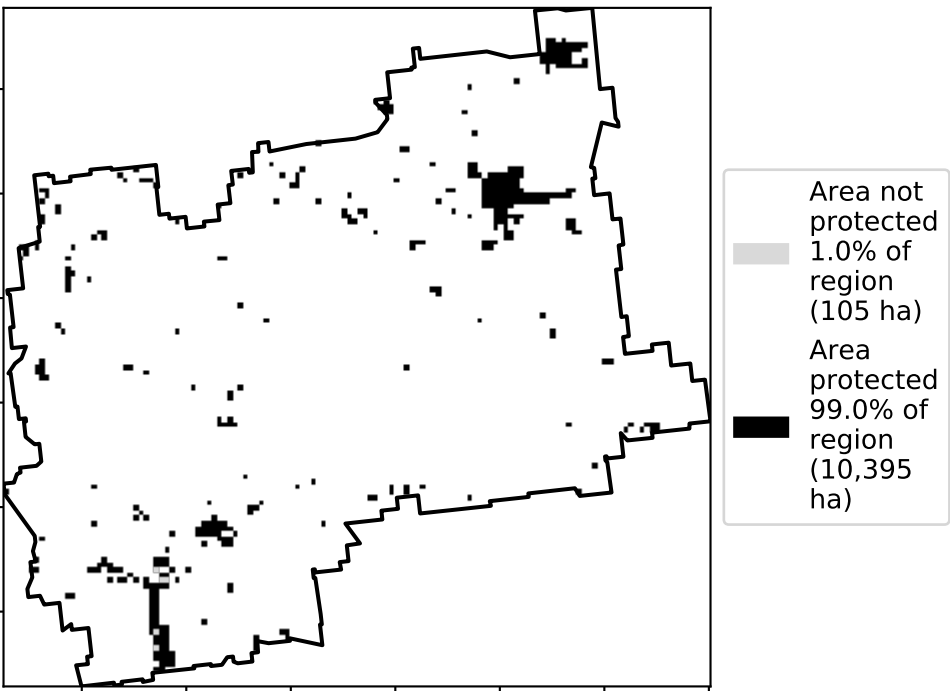 Area not
protected
1.0% of
region
(105 ha)
Area
protected
99.0% of
region
(10,395
ha)